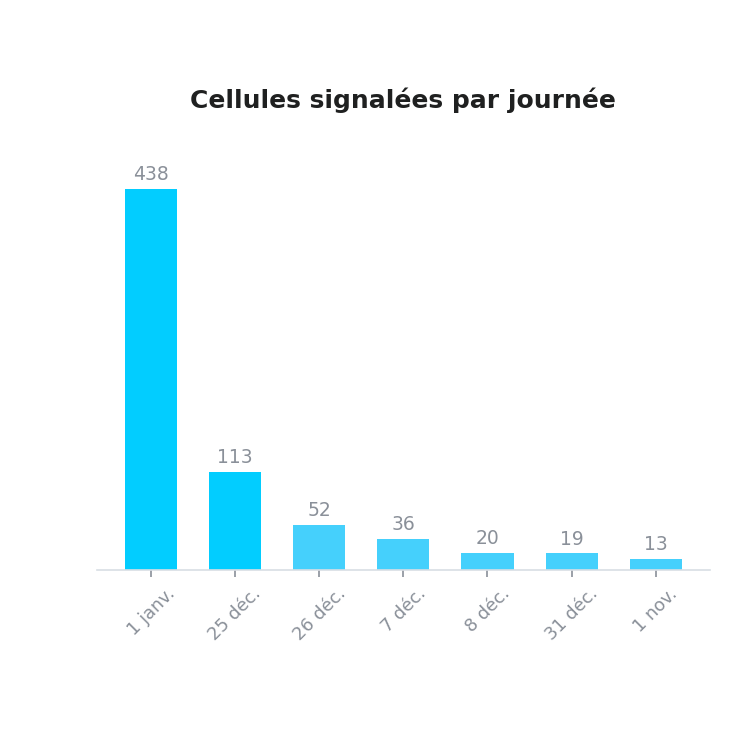 Cellules signalées par journée
438
113
52
36
20
19
13
1 janv.
25 déc.
26 déc.
7 déc.
8 déc.
31 déc.
1 nov.